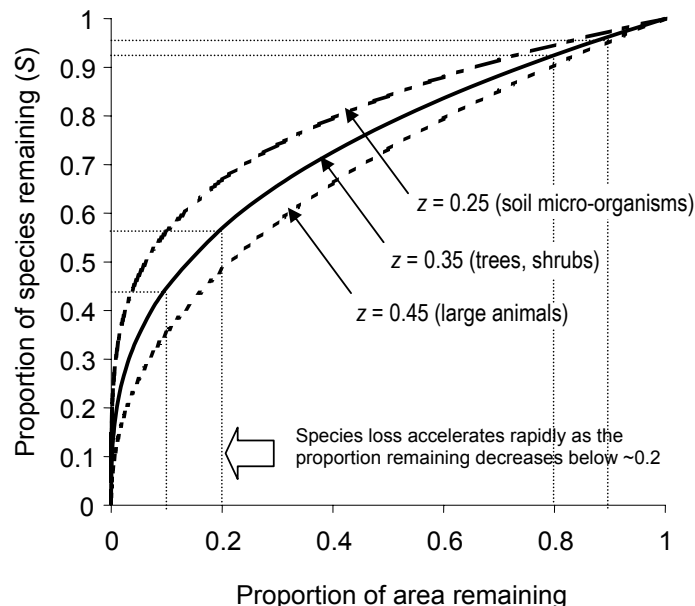 Proportion of species remaining (S)
1
0.9
0.8
0.7
0.6
0.5
0.4
0.3
0.2
0.1
0
z = 0.25 (soil micro-organisms)
z = 0.35 (trees, shrubs)
z = 0.45 (large animals)
Species loss accelerates rapidly as the
proportion remaining decreases below ~0.2
0 0.2 0.4 0.6 0.8 1
Proportion of area remaining